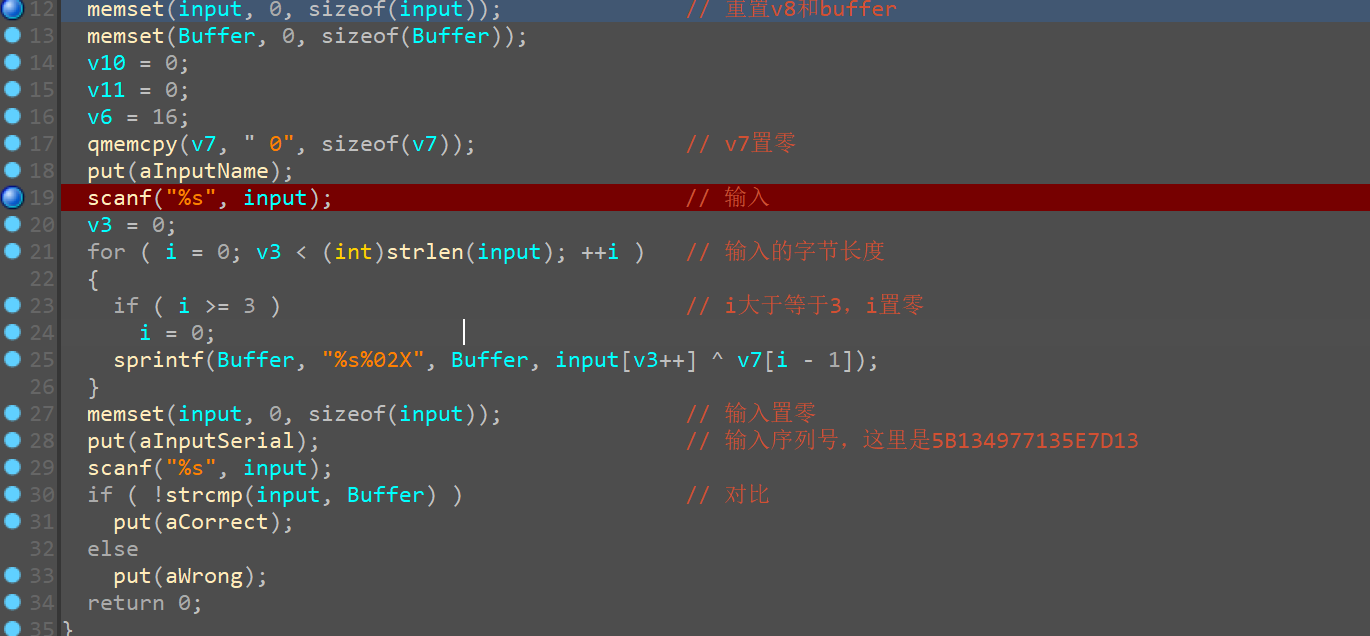 12 memset(input, 0, sizeof(input)); // 重置v8和buffer
13 memset(Buffer, 0, sizeof(Buffer));
14 v10 = 0;
15 v11 = 0;
16 v6 = 16;
17 qmemcpy(v7, " 0", sizeof(v7)); // v7置零
18 put(aInputName);
19 scanf("%s", input); // 输入
20 v3 = 0;
21 for ( i = 0; v3 < (int)strlen(input); ++i ) // 输入的字节长度
22 {
23 if ( i >= 3 ) // i大于等于3，i置零
24 i = 0;
25 sprintf(Buffer, "%s%02X", Buffer, input[v3++] ^ v7[i - 1]);
26 }
27 memset(input, 0, sizeof(input)); // 输入置零
28 put(aInputSerial); // 输入序列号，这里是5B134977135E7D13
29 scanf("%s", input);
30 if ( !strcmp(input, Buffer) ) // 对比
31 put(aCorrect);
32 else
33 put(aWrong);
34 return 0;
35 }